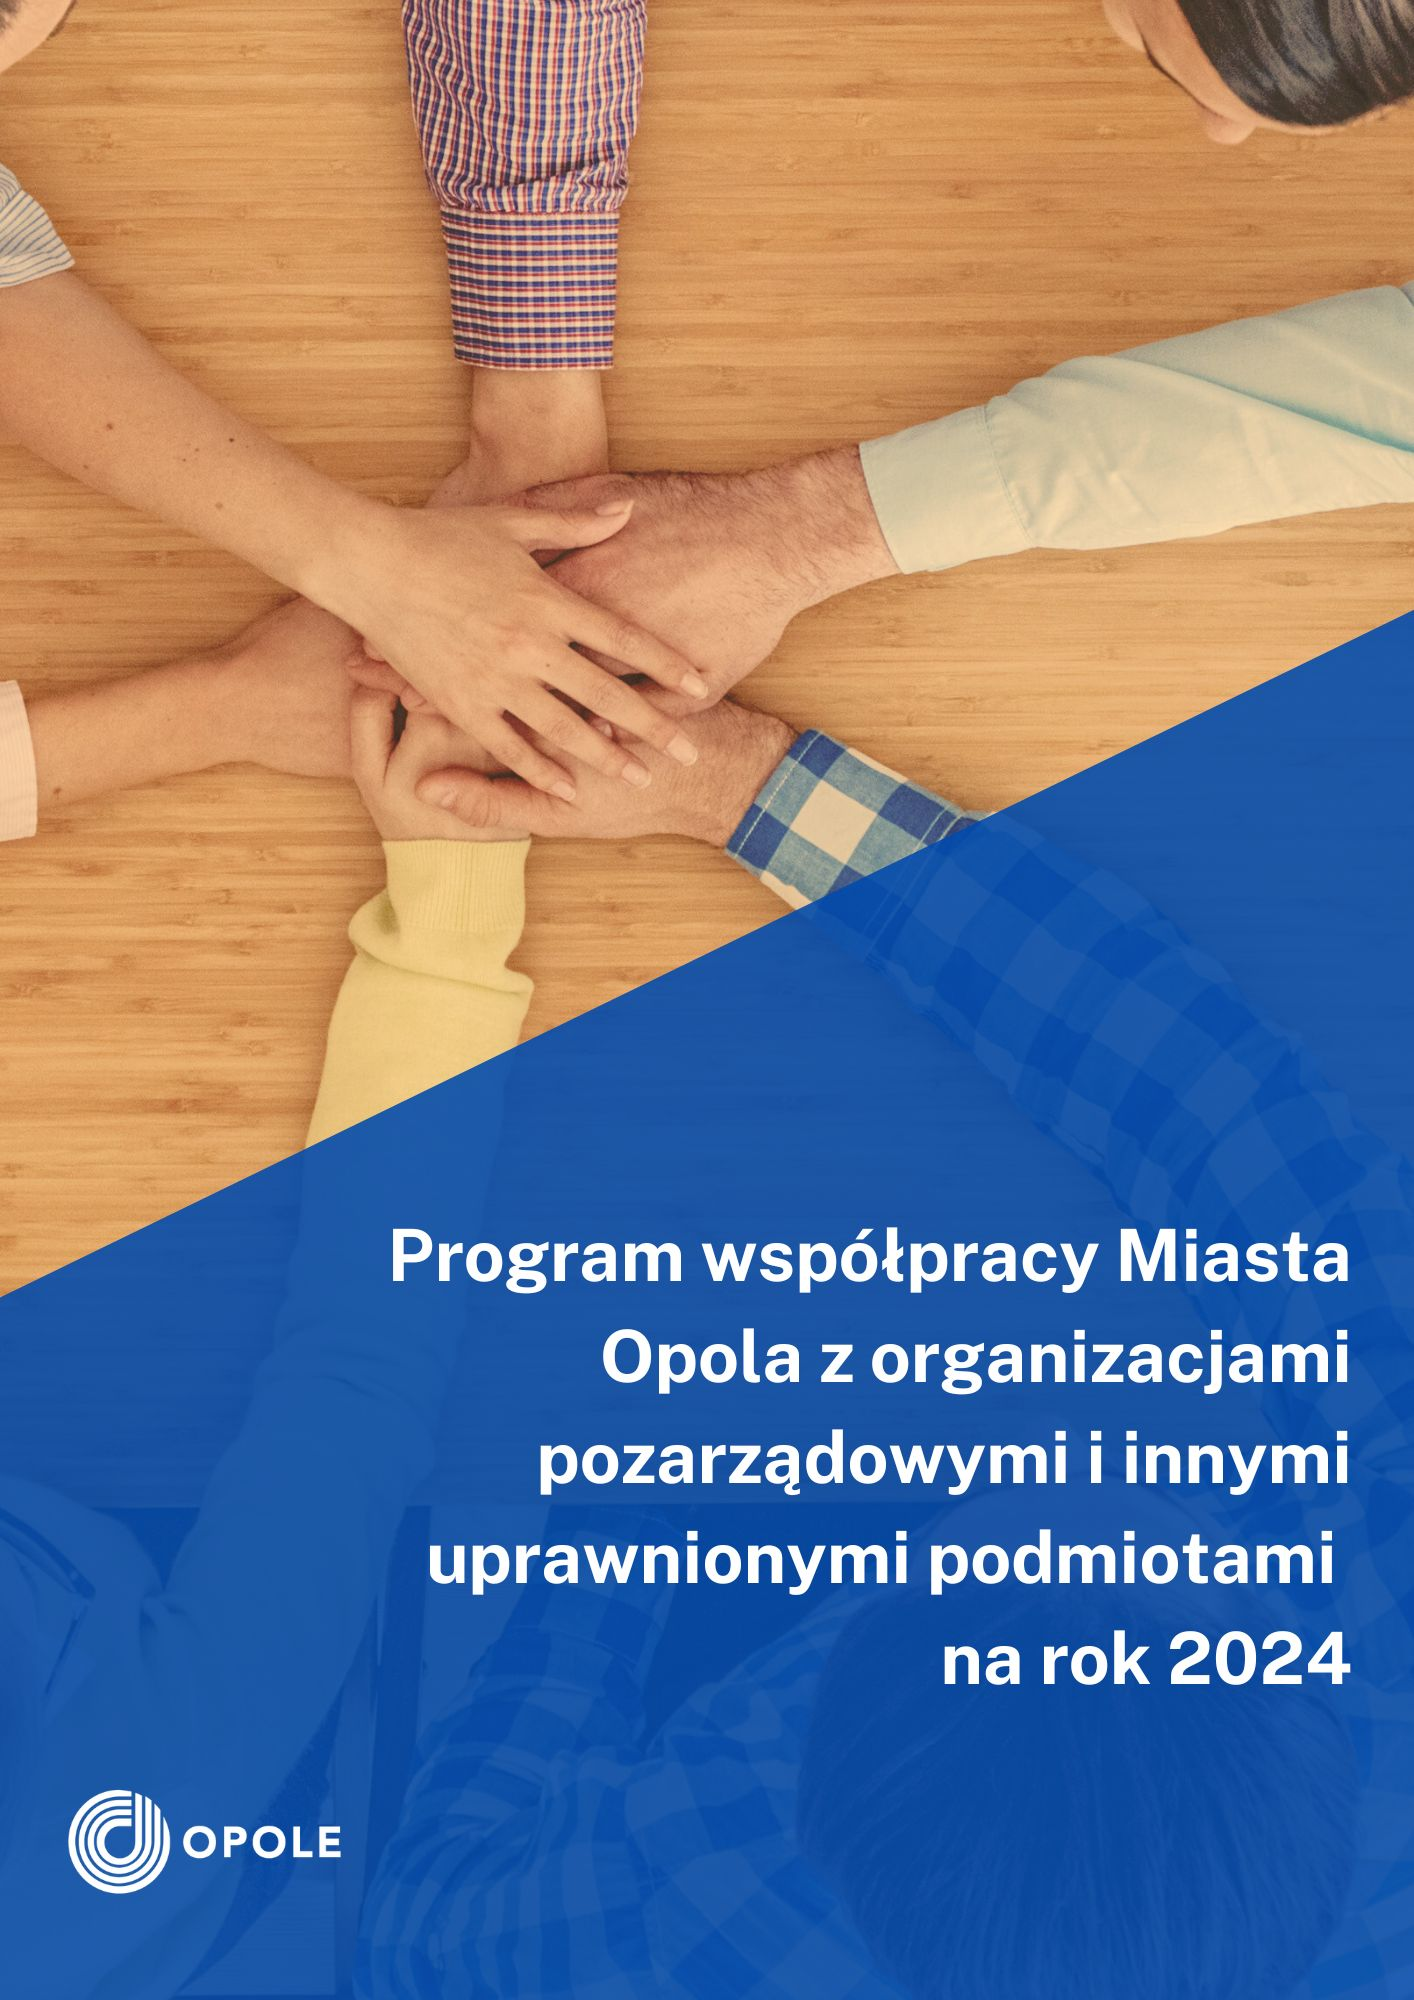 Program współpracy Miasta
Opola z organizacjami
pozarządowymi i innymi
uprawnionymi podmiotami
na rok 2024
OPOLE